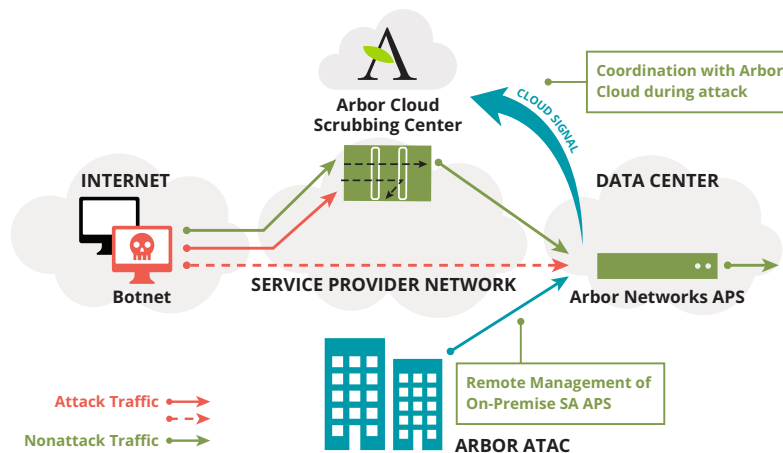 Arbor Cloud
Scrubbing Center
CLOUD SIGNAL
Coordination with Arbor
Cloud during attack
INTERNET
Botnet
SERVICE PROVIDER NETWORK
DATA CENTER
Arbor Networks APS
Remote Management of
On-Premise SA APS
ARBOR ATAC
Attack Traffic
Nonattack Traffic